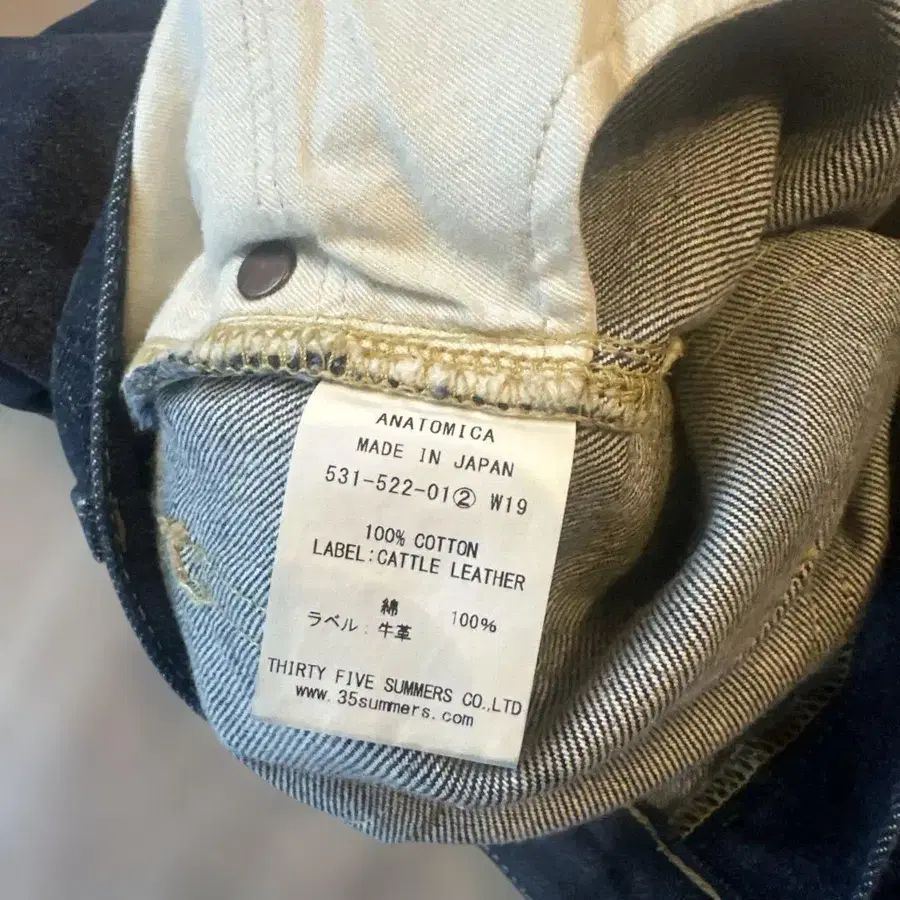 ANATOMICA
MADE IN JAPAN
531-522-01② W19
100% COTTON
LABEL:CATTLE LEATHER
綿 100%
ラベル：牛革
THIRTY FIVE SUMMERS CO.,LTD
www.35summers.com